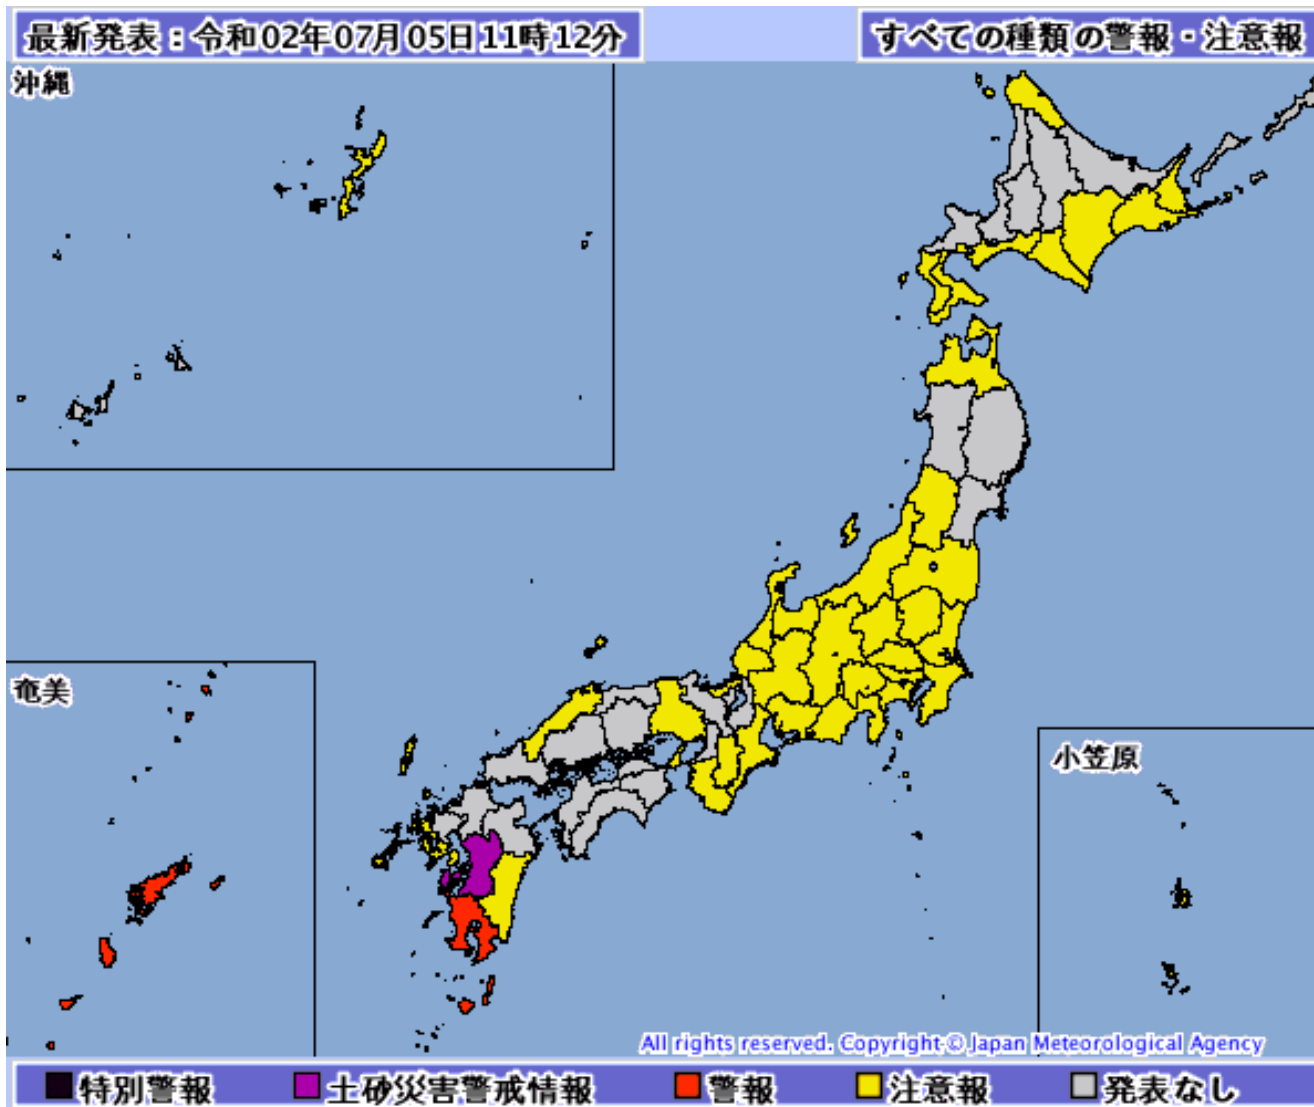 最新発表：令和02年07月05日11時12分
すべての種類の警報・注意報
沖縄
奄美
小笠原
All rights reserved. Copyright © Japan Meteorological Agency
特別警報 土砂災害警戒情報 警報 注意報 発表なし